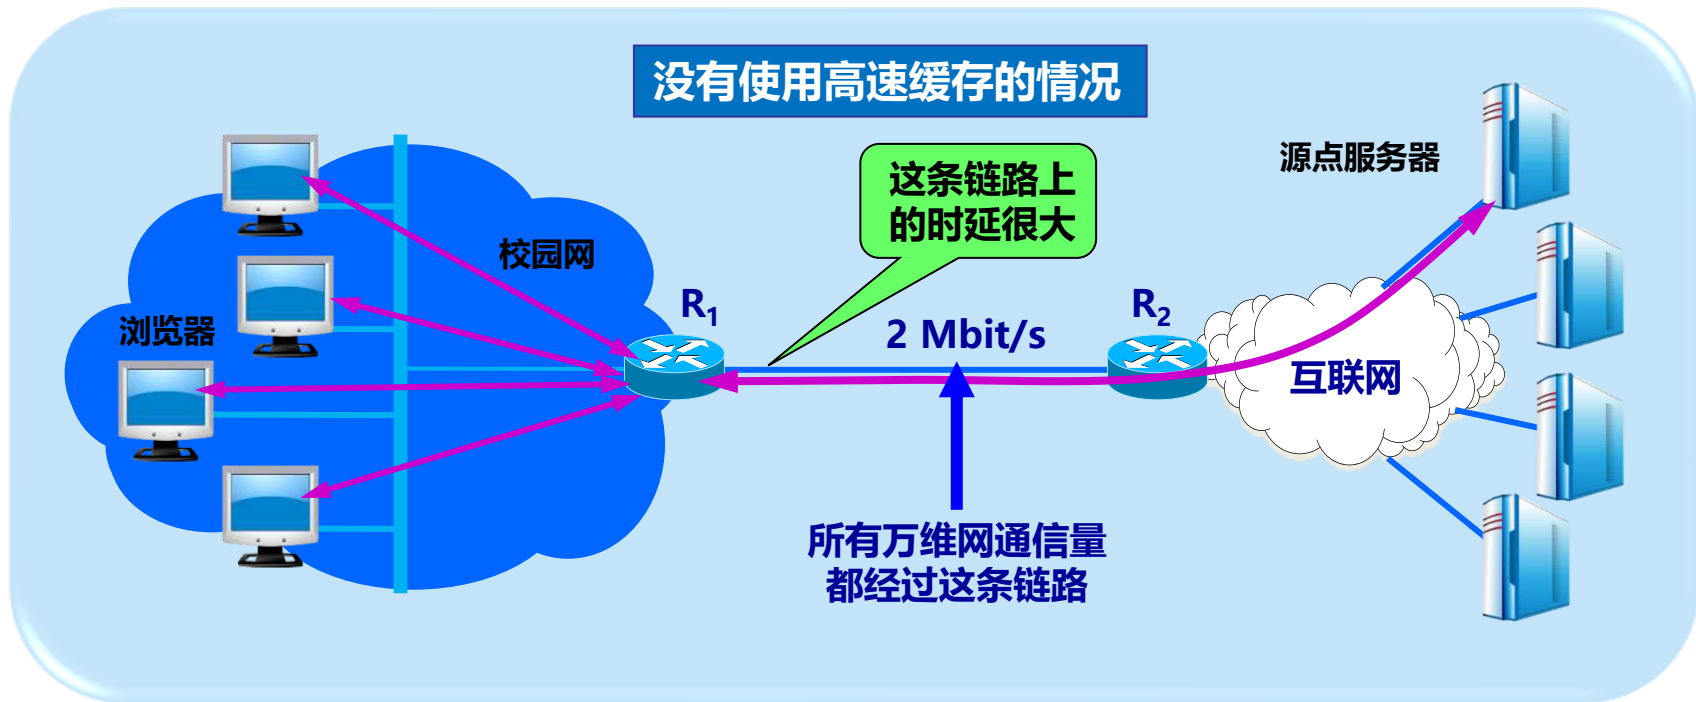 没有使用高速缓存的情况
这条链路上
的时延很大
源点服务器
校园网
浏览器
R1
2 Mbit/s
R2
互联网
所有万维网通信量
都经过这条链路